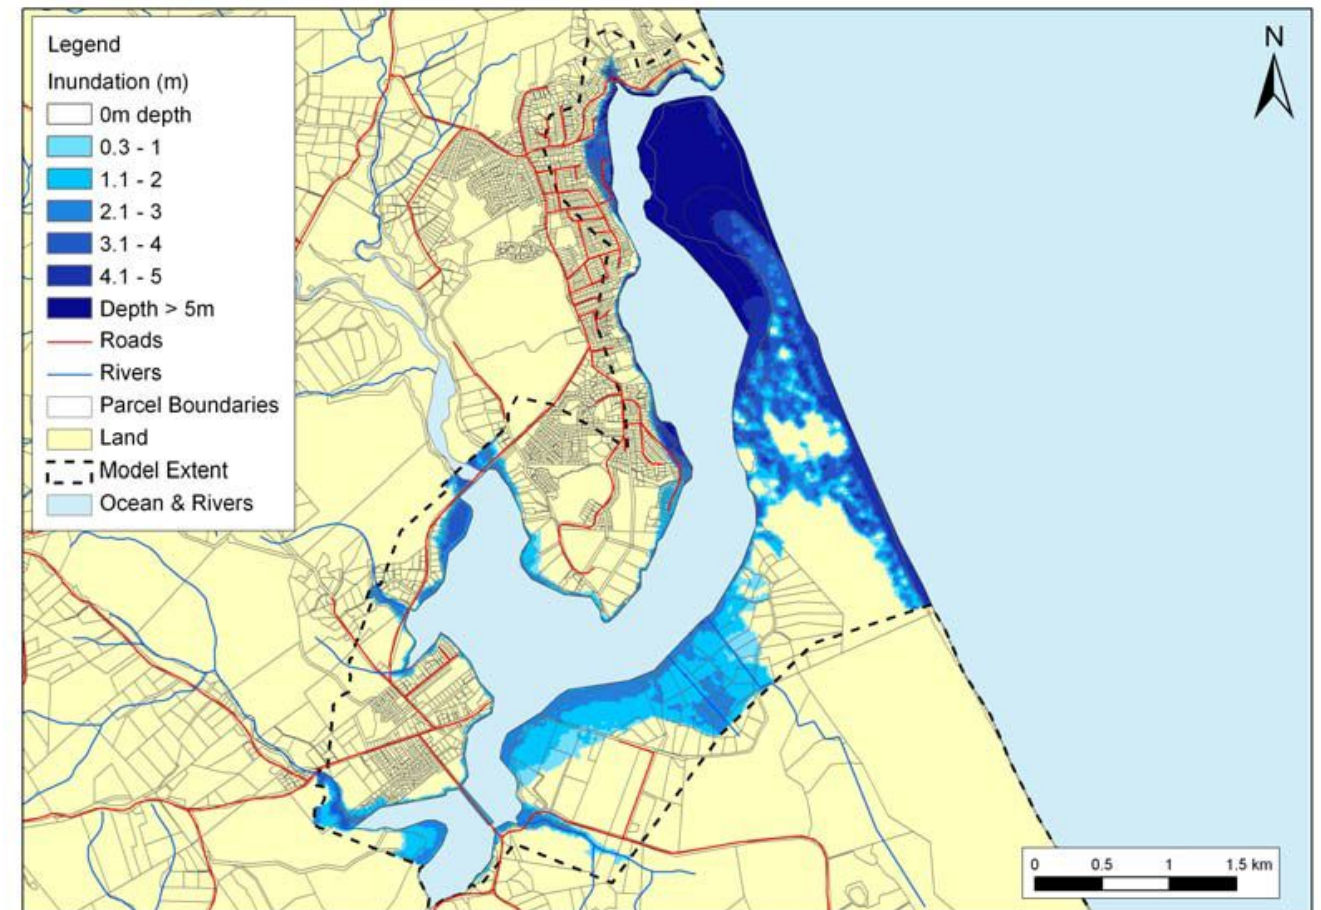 Legend
Inundation (m)
0m depth
0.3 - 1
1.1 - 2
2.1 - 3
3.1 - 4
4.1 - 5
Depth > 5m
Roads
Rivers
Parcel Boundaries
Land
Model Extent
Ocean & Rivers
N
0 0.5 1 1.5 km